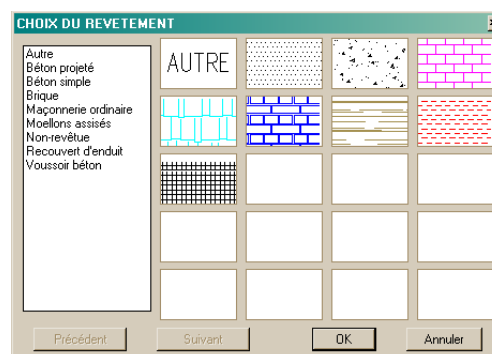 CHOIX DU REVETEMENT
Autre
Béton projeté
Béton simple
Brique
Maçonnerie ordinaire
Moellons assisés
Non-revêtue
Recouvert d'enduit
Voussoir béton
AUTRE
Précédent
Suivant
OK
Annuler